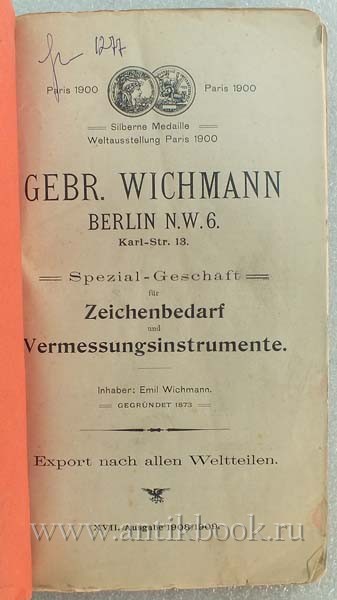 1277
Paris 1900 Paris 1900
Silberne Medaille
Weltausstellung Paris 1900
GEBR. WICHMANN
BERLIN N.W.6.
Karl-Str. 13.
Spezial-Geschäft
für
Zeichenbedarf
und
Vermessungsinstrumente.
Inhaber: Emil Wichmann.
GEGRÜNDET 1873
Export nach allen Weltteilen.
www.antikbook.ru
XVII. Ausgabe 1908/1909.